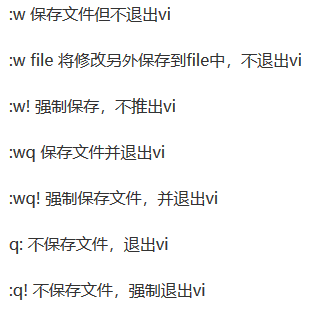 :w 保存文件但不退出vi
:w file 将修改另外保存到file中，不退出vi
:w! 强制保存，不推出vi
:wq 保存文件并退出vi
:wq! 强制保存文件，并退出vi
q: 不保存文件，退出vi
:q! 不保存文件，强制退出vi